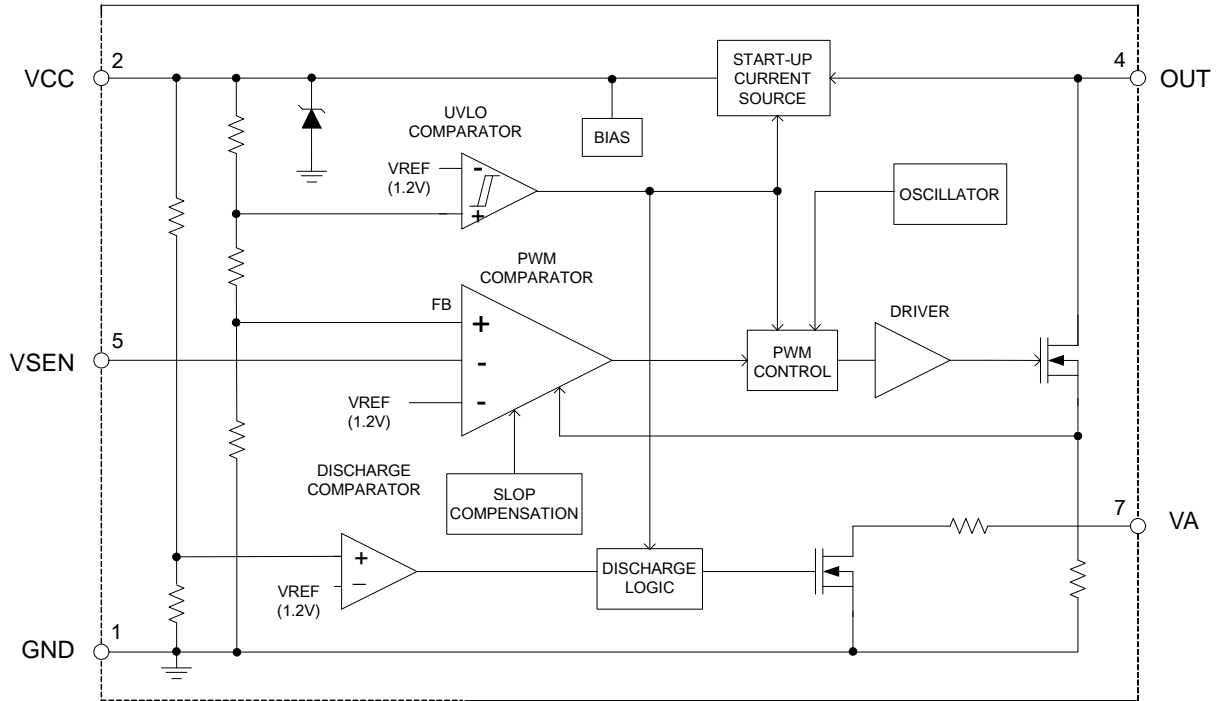 2
VCC
START-UP
CURRENT
SOURCE
4
OUT
UVLO
COMPARATOR
BIAS
VREF
(1.2V)
-
+
OSCILLATOR
PWM
COMPARATOR
FB
+
-
-
5
VSEN
VREF
(1.2V)
PWM
CONTROL
DRIVER
DISCHARGE
COMPARATOR
SLOP
COMPENSATION
7
VA
+
-
VREF
(1.2V)
DISCHARGE
LOGIC
1
GND